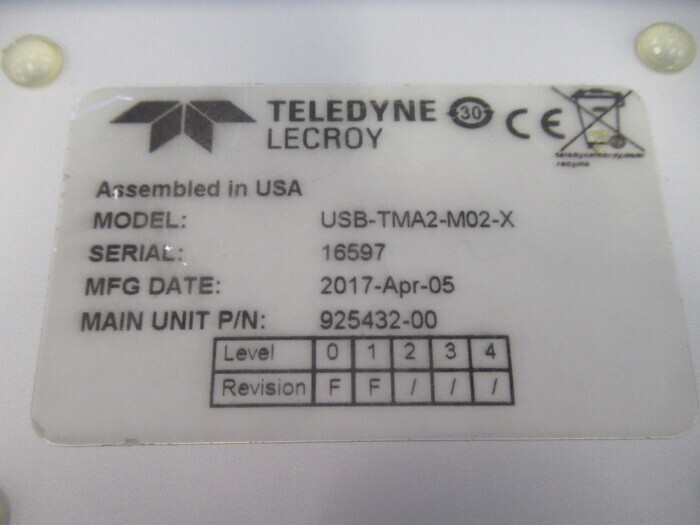 TELEDYNE
LECROY
30
CE
Assembled in USA
MODEL: USB-TMA2-M02-X
SERIAL: 16597
MFG DATE: 2017-Apr-05
MAIN UNIT P/N: 925432-00
Level 0 1 2 3 4
Revision F F / / /